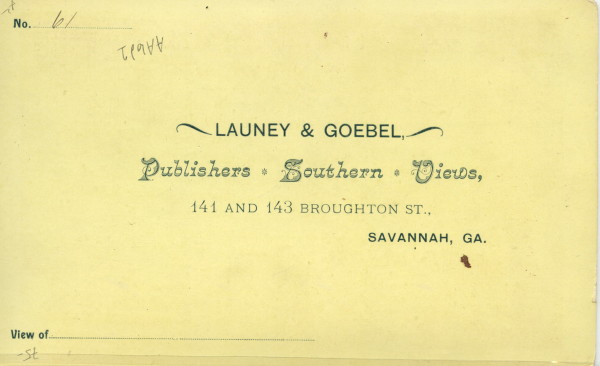 No. 61
LAUNEY & GOEBEL,
Publishers * Southern * Views,
141 AND 143 BROUGHTON ST.,
SAVANNAH, GA.
View of